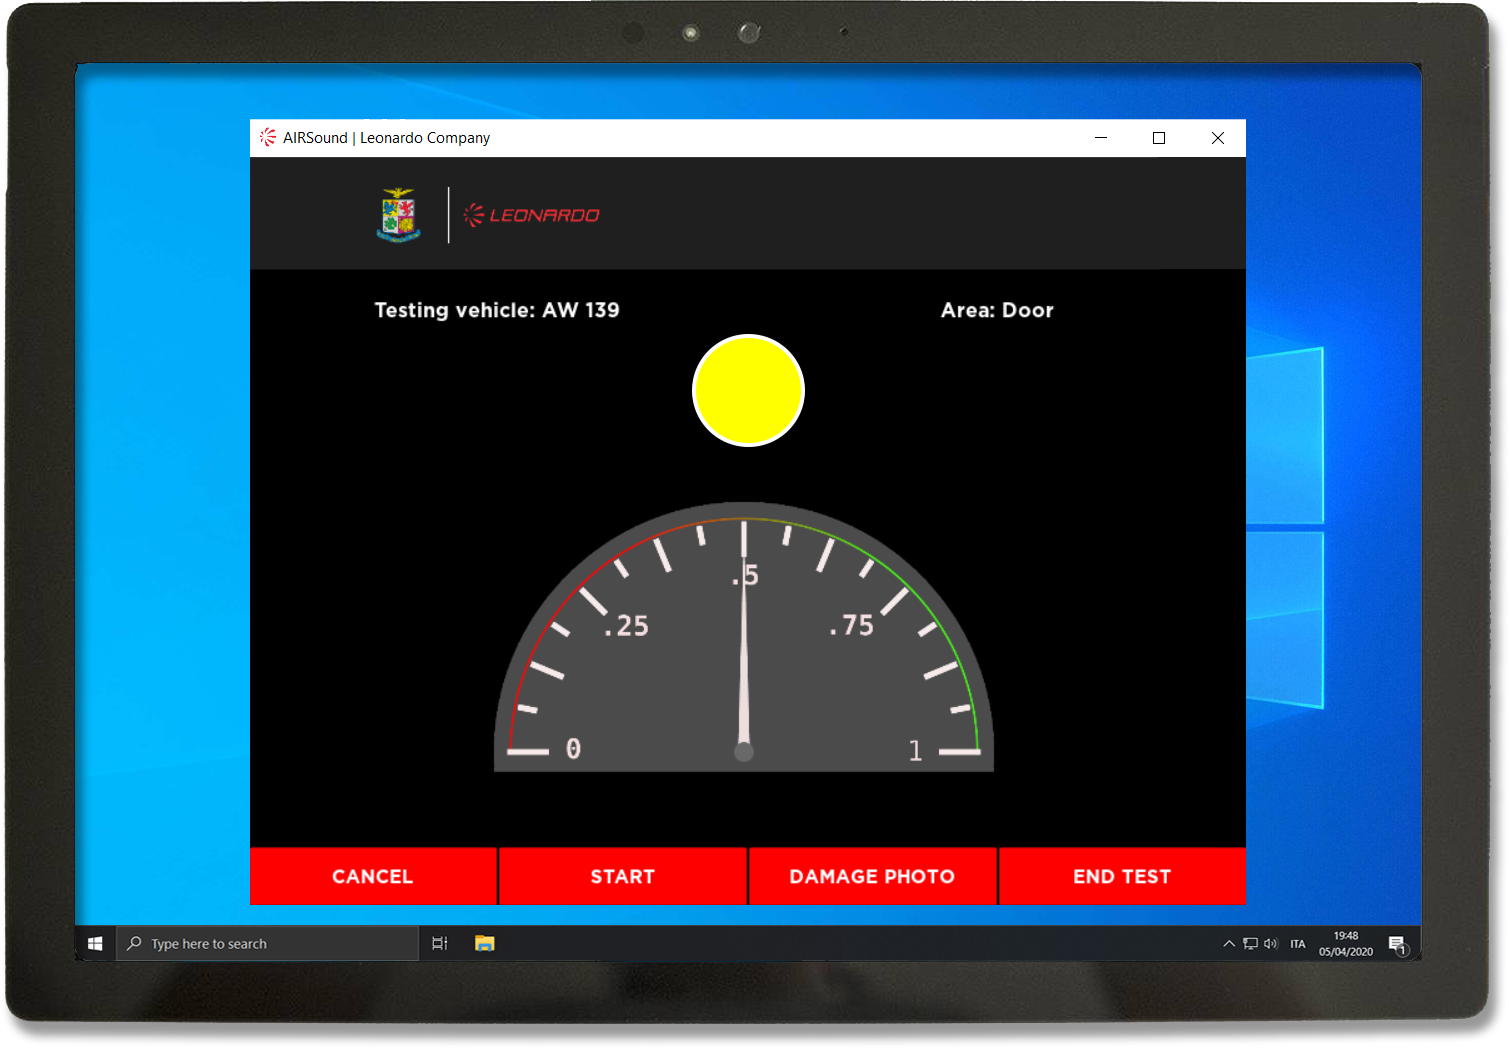 AIRSound | Leonardo Company
LEONARDO
Testing vehicle: AW 139
Area: Door
.5
.25
.75
0
1
CANCEL
START
DAMAGE PHOTO
END TEST
Type here to search
ITA
19:48
05/04/2020
1